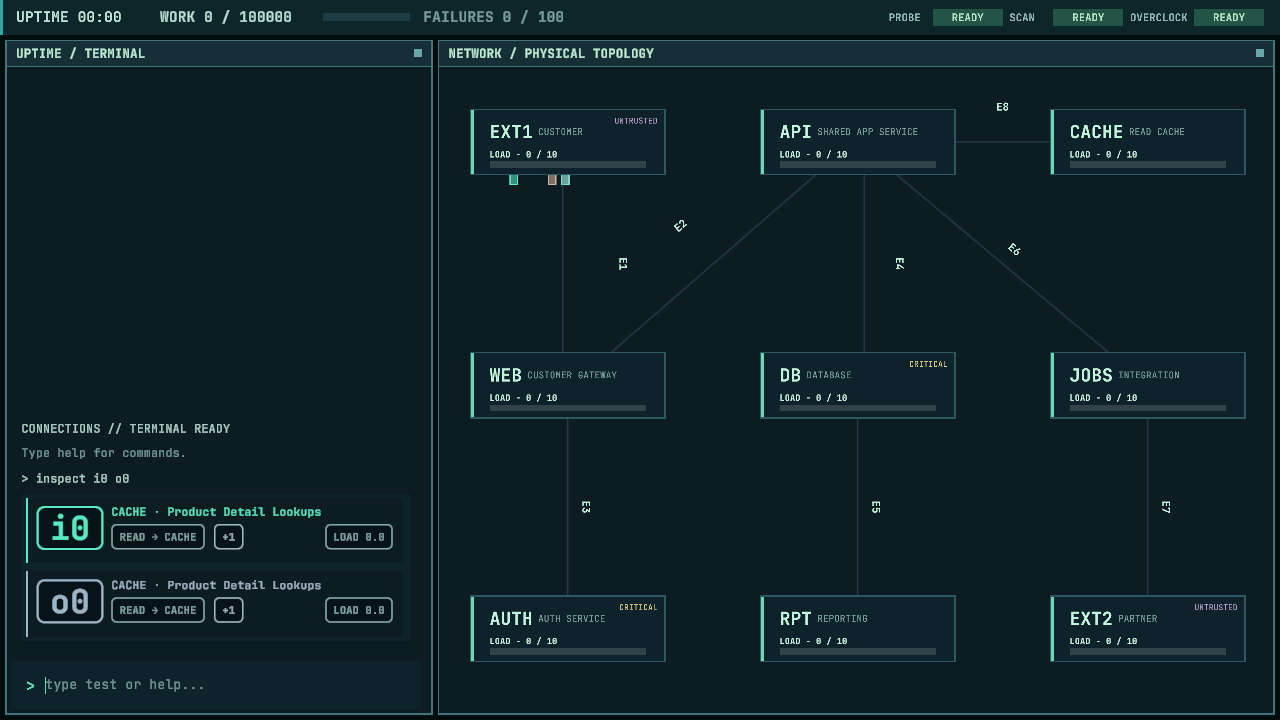 UPTIME 00:00 WORK 0 / 100000 FAILURES 0 / 100 PROBE READY SCAN READY OVERCLOCK READY
UPTIME / TERMINAL
CONNECTIONS // TERMINAL READY
Type help for commands.
> inspect i0 o0
i0 CACHE · Product Detail Lookups
READ → CACHE +1 LOAD 0.0
o0 CACHE · Product Detail Lookups
READ → CACHE +1 LOAD 0.0
> type test or help...
NETWORK / PHYSICAL TOPOLOGY
E8
UNTRUSTED
EXT1 CUSTOMER
LOAD - 0 / 10
API SHARED APP SERVICE
LOAD - 0 / 10
CACHE READ CACHE
LOAD - 0 / 10
E2
E1
E4
E6
WEB CUSTOMER GATEWAY
LOAD - 0 / 10
CRITICAL
DB DATABASE
LOAD - 0 / 10
JOBS INTEGRATION
LOAD - 0 / 10
E3
E5
E7
CRITICAL
AUTH AUTH SERVICE
LOAD - 0 / 10
RPT REPORTING
LOAD - 0 / 10
UNTRUSTED
EXT2 PARTNER
LOAD - 0 / 10